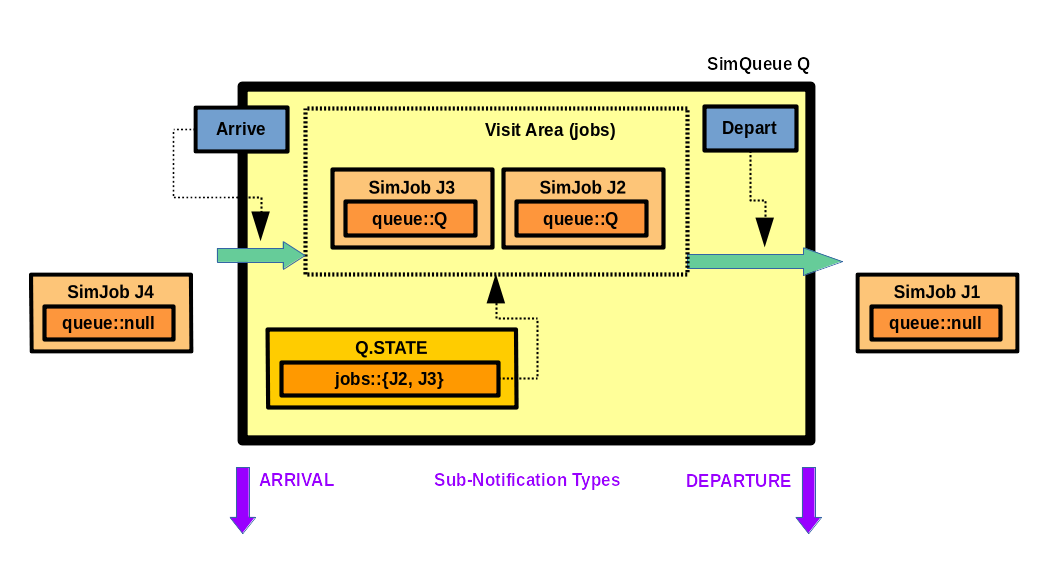 SimQueue Q
Arrive
Visit Area (jobs)
Depart
SimJob J3
queue::Q
SimJob J2
queue::Q
SimJob J4
queue::null
SimJob J1
queue::null
Q.STATE
jobs::{J2, J3}
ARRIVAL
Sub-Notification Types
DEPARTURE